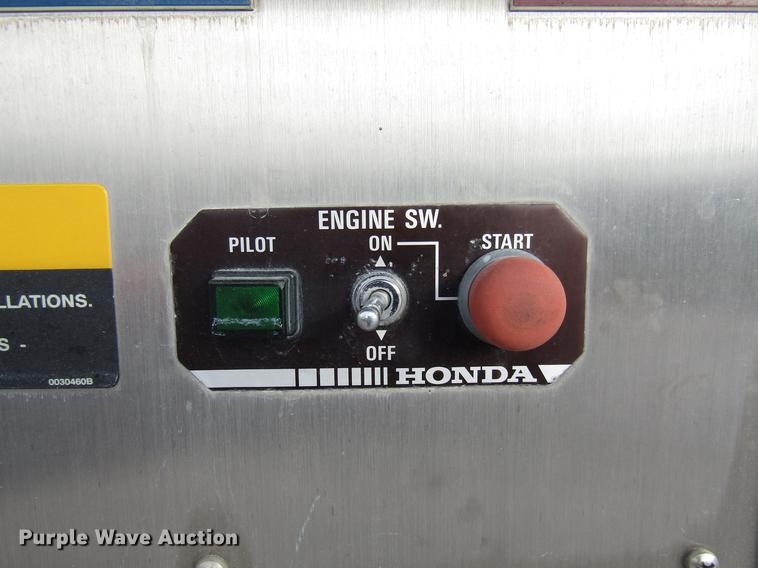 ENGINE SW.
PILOT
ON
START
LLATIONS.
S -
OFF
0030460B
HONDA
Purple Wave Auction